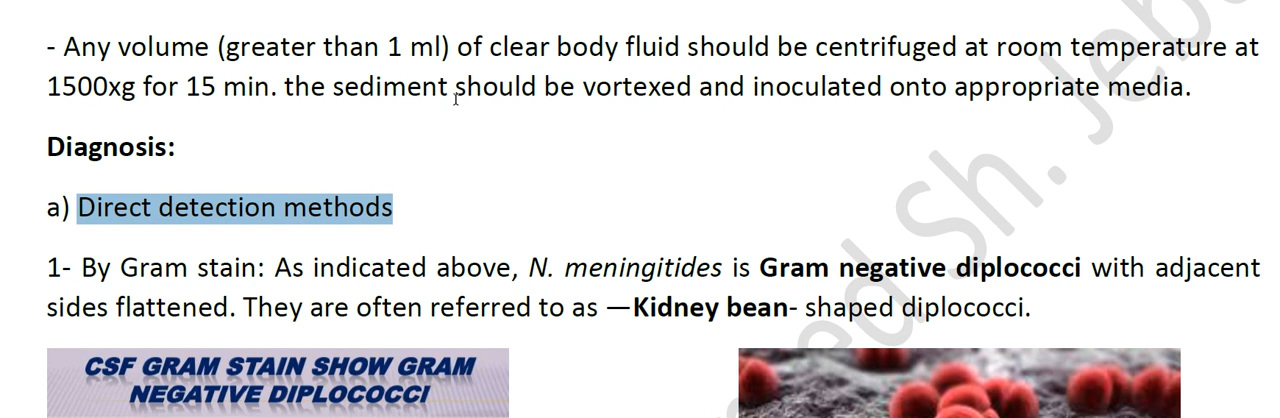 - Any volume (greater than 1 ml) of clear body fluid should be centrifuged at room temperature at
1500xg for 15 min. the sediment should be vortexed and inoculated onto appropriate media.
Diagnosis:
a) Direct detection methods
1- By Gram stain: As indicated above, N. meningitides is Gram negative diplococci with adjacent
sides flattened. They are often referred to as —Kidney bean- shaped diplococci.
CSF GRAM STAIN SHOW GRAM
NEGATIVE DIPLOCOCCI
Sh.